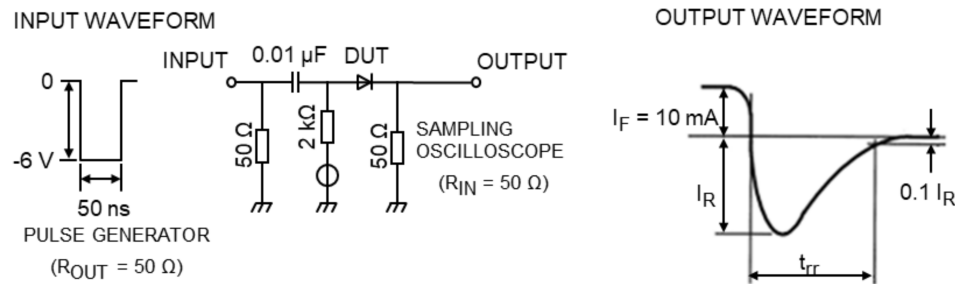 INPUT WAVEFORM
0
-6 V
50 ns
PULSE GENERATOR
(ROUT = 50 Ω)
INPUT
0.01 µF
DUT
OUTPUT
50 Ω
2 kΩ
50 Ω
SAMPLING
OSCILLOSCOPE
(RIN = 50 Ω)
OUTPUT WAVEFORM
IF = 10 mA
IR
0.1 IR
trr